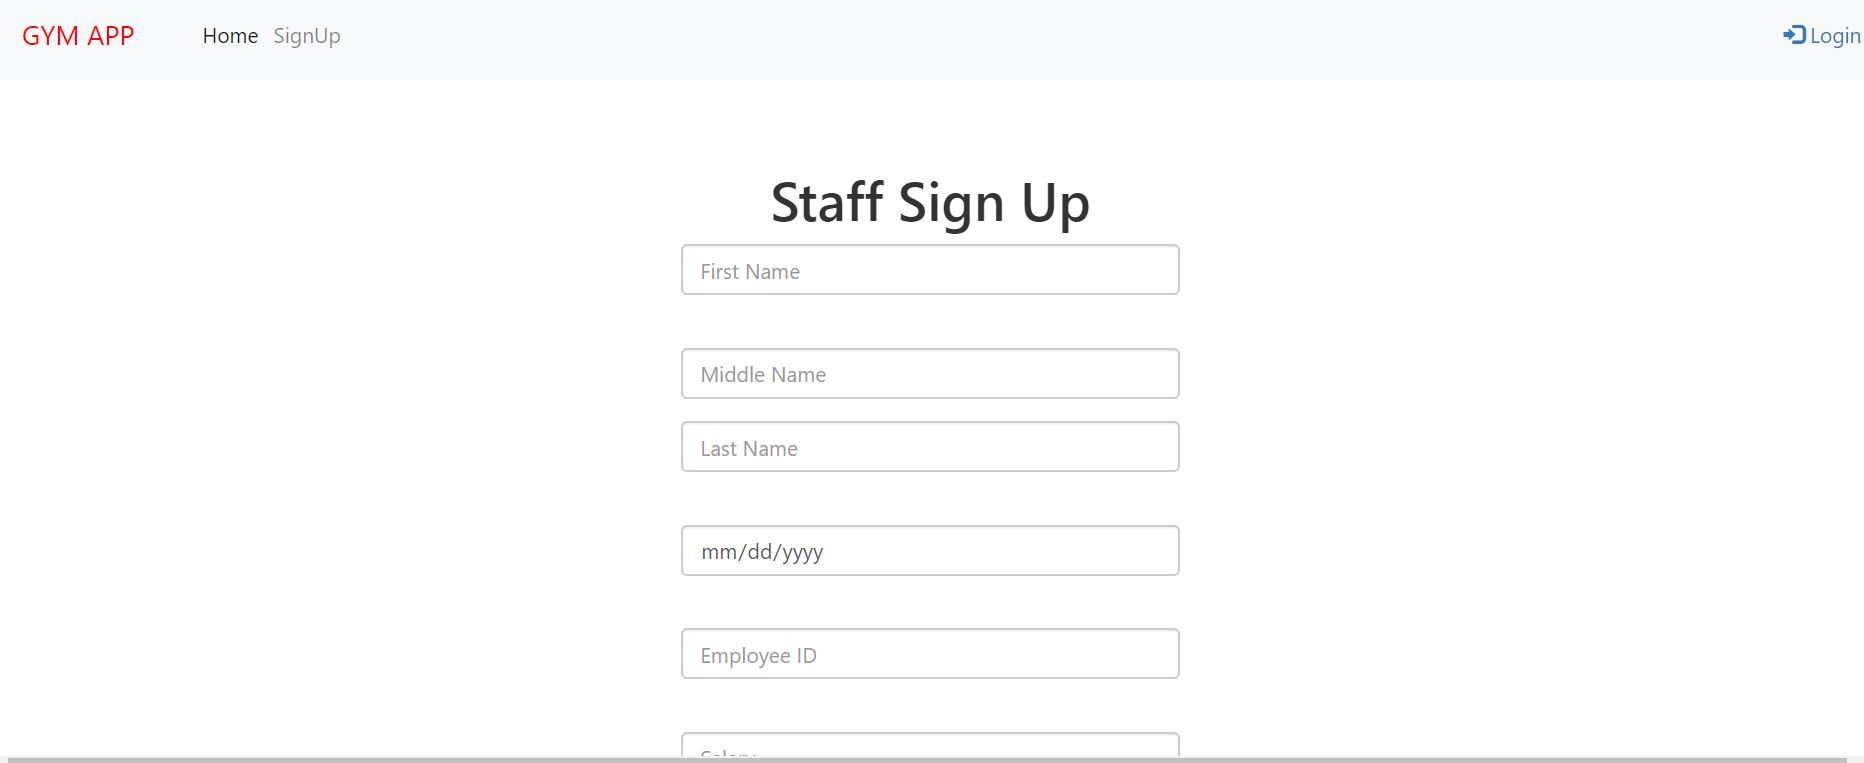 GYM APP Home SignUp Login
Staff Sign Up
First Name
Middle Name
Last Name
mm/dd/yyyy
Employee ID
Salary